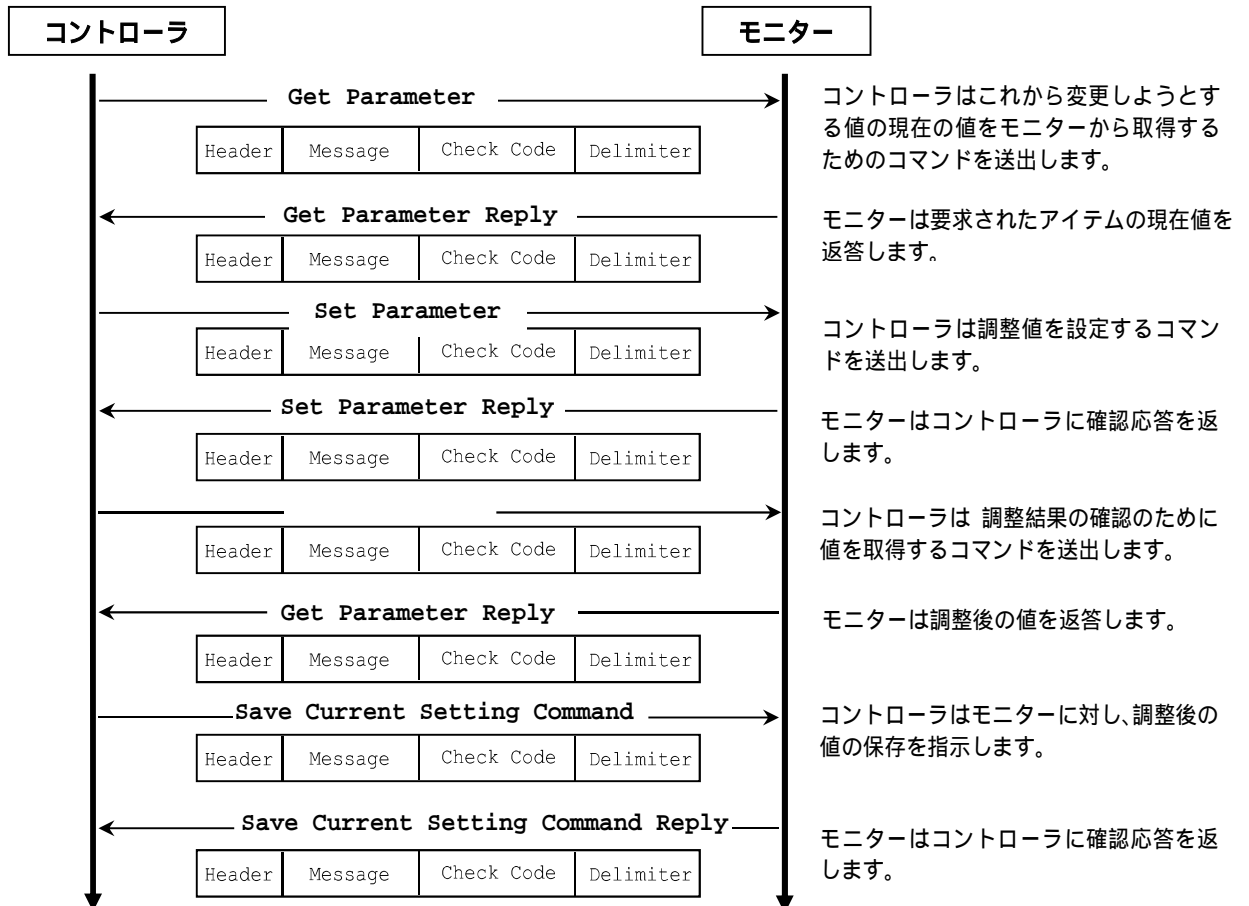 コントローラ
モニター
Get Parameter
コントローラはこれから変更しようとす
る値の現在の値をモニターから取得する
ためのコマンドを送出します。
Header Message Check Code Delimiter
Get Parameter Reply
モニターは要求されたアイテムの現在値を
返答します。
Header Message Check Code Delimiter
Set Parameter
コントローラは調整値を設定するコマン
ドを送出します。
Header Message Check Code Delimiter
Set Parameter Reply
モニターはコントローラに確認応答を返
します。
Header Message Check Code Delimiter
コントローラは 調整結果の確認のために
値を取得するコマンドを送出します。
Header Message Check Code Delimiter
Get Parameter Reply
モニターは調整後の値を返答します。
Header Message Check Code Delimiter
Save Current Setting Command
コントローラはモニターに対し、調整後の
値の保存を指示します。
Header Message Check Code Delimiter
Save Current Setting Command Reply
モニターはコントローラに確認応答を返
します。
Header Message Check Code Delimiter